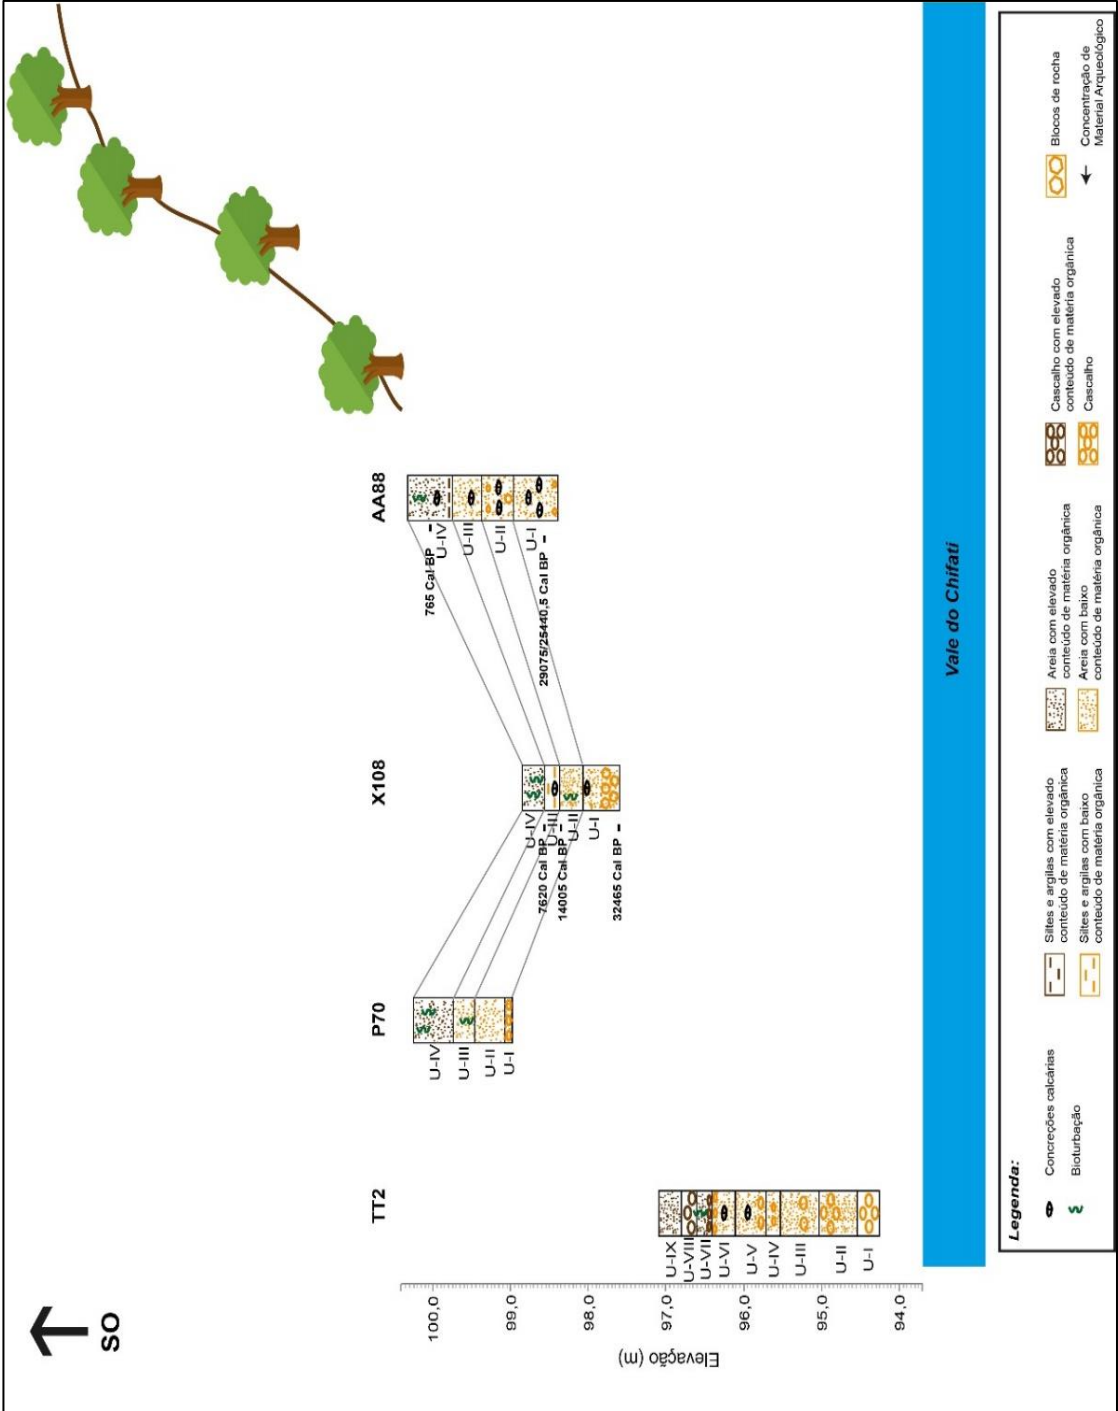 SO
TT2
P70
X108
AA88
Elevação (m)
100,0
99,0
98,0
97,0
96,0
95,0
94,0
U-IX
U-VIII
U-VII
U-VI
U-V
U-IV
U-III
U-II
U-I
U-IV
U-III
U-II
U-I
U-IV
7620 Cal BP
U-III
14005 Cal BP
U-II
U-I
32465 Cal BP
765 Cal BP
U-IV
U-III
U-II
U-I
29075/25440,5 Cal BP
Vale do Chifati
Legenda:
Concreções calcárias
Bioturbação
Siltes e argilas com elevado
conteúdo de matéria orgânica
Siltes e argilas com baixo
conteúdo de matéria orgânica
Areia com elevado
conteúdo de matéria orgânica
Areia com baixo
conteúdo de matéria orgânica
Cascalho com elevado
conteúdo de matéria orgânica
Cascalho
Blocos de rocha
Concentração de
Material Arqueológico